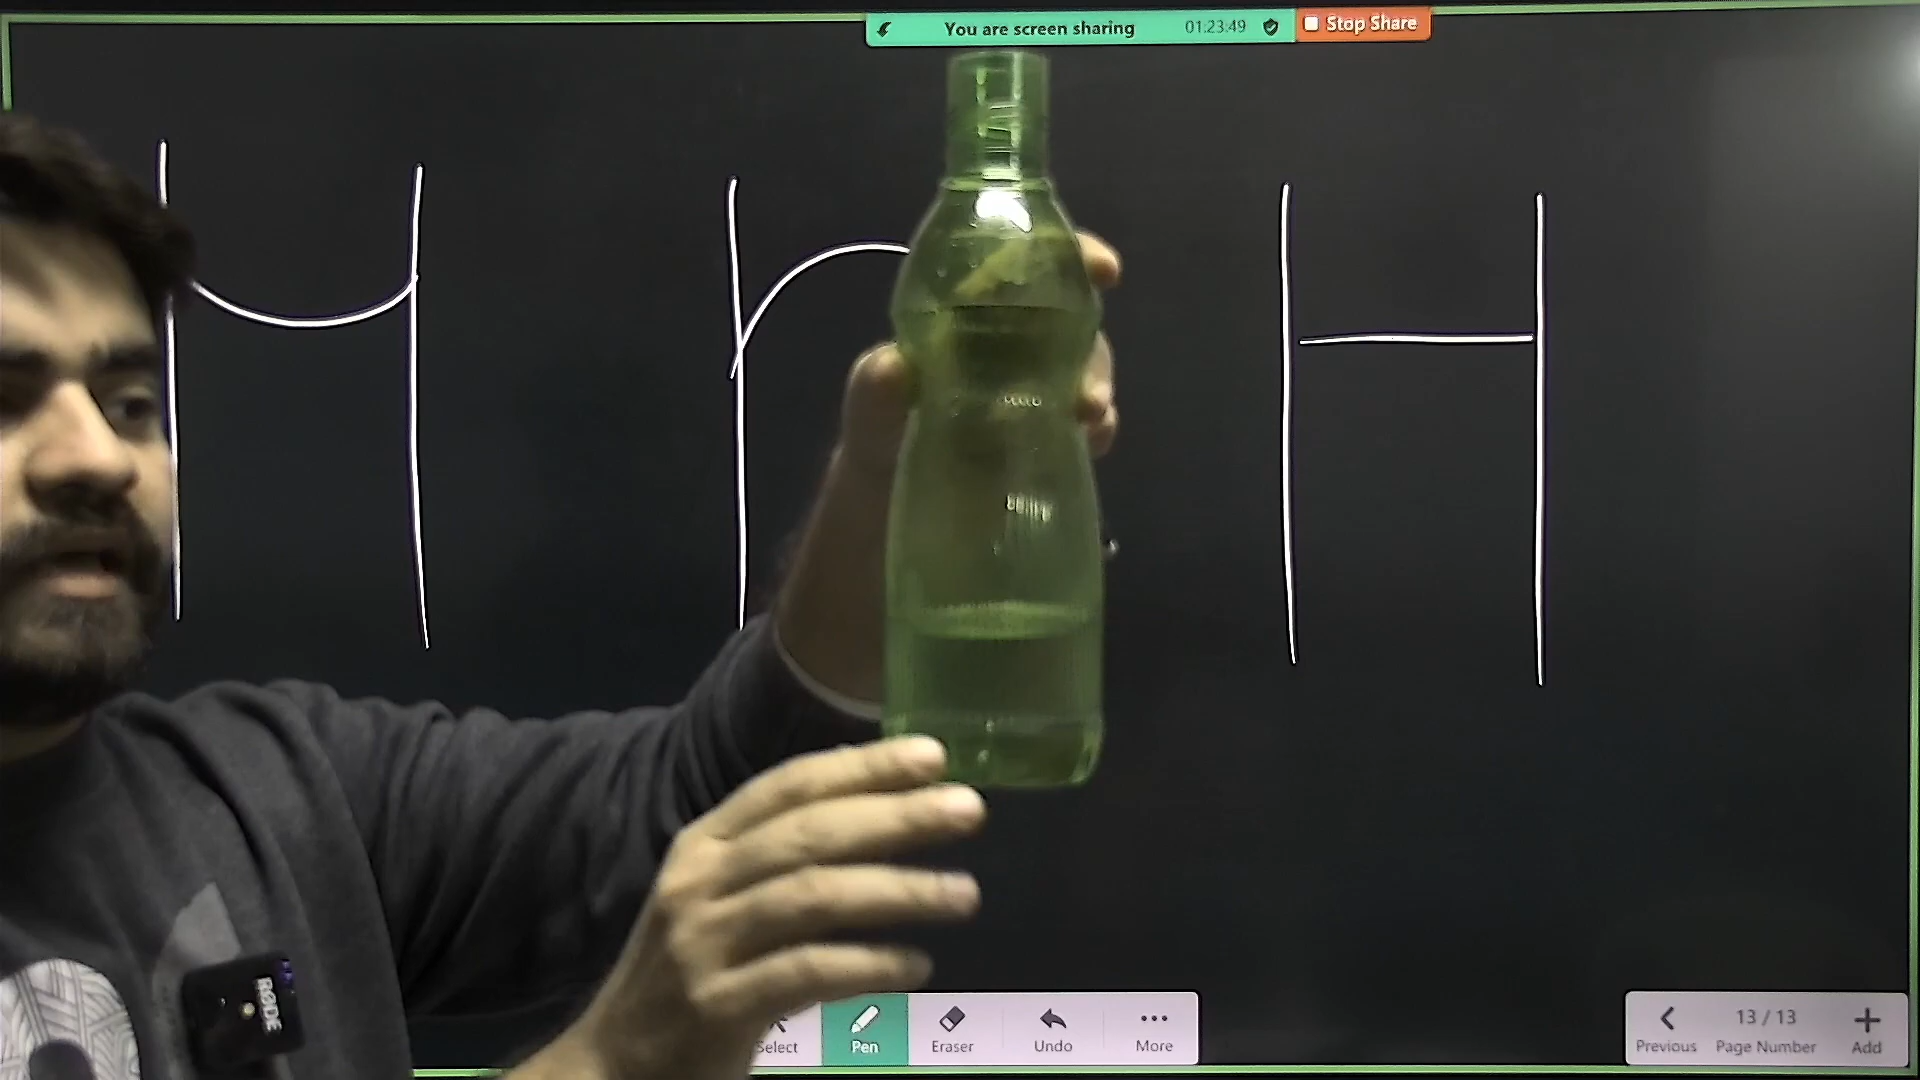 You are screen sharing 01:23:49 Stop Share
RØDE
Select Pen Eraser Undo More
13 / 13
Previous Page Number Add